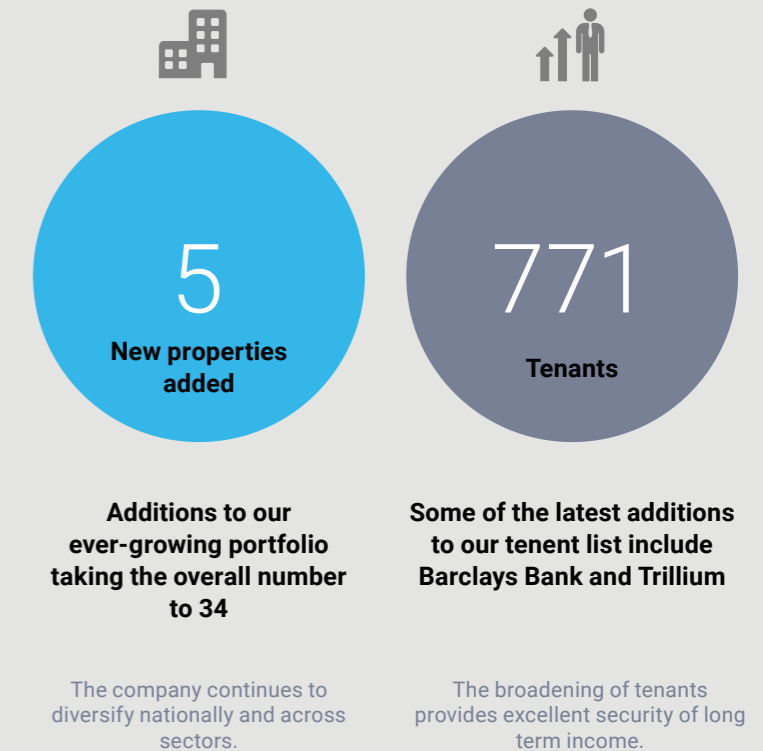 5
New properties
added
Additions to our
ever-growing portfolio
taking the overall number
to 34
The company continues to
diversify nationally and across
sectors.
771
Tenants
Some of the latest additions
to our tenent list include
Barclays Bank and Trillium
The broadening of tenants
provides excellent security of long
term income.